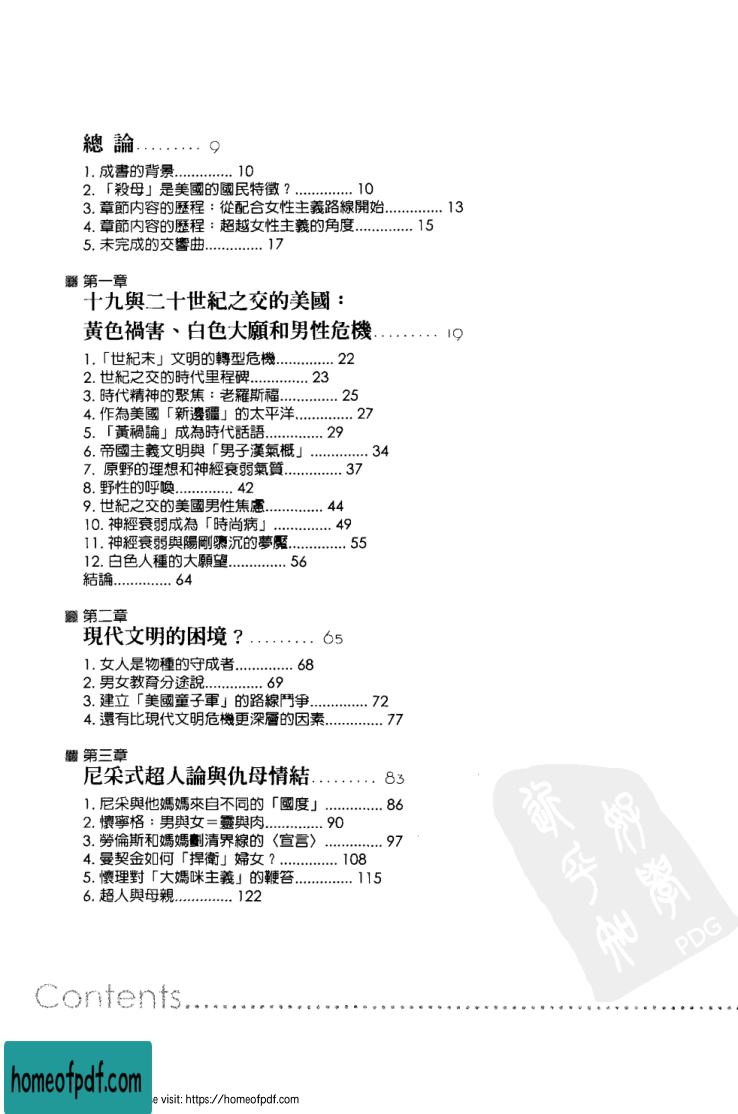 總 論......... 9
1. 成書的背景.............. 10
2. 「殺母」是美國的國民特徵？.............. 10
3. 章節內容的歷程：從配合女性主義路線開始.............. 13
4. 章節內容的歷程：超越女性主義的角度.............. 15
5. 未完成的交響曲.............. 17
第一章
十九與二十世紀之交的美國：
黃色禍害、白色大願和男性危機......... 19
1.「世紀末」文明的轉型危機.............. 22
2. 世紀之交的時代里程碑.............. 23
3. 時代精神的聚焦：老羅斯福.............. 25
4. 作為美國「新邊疆」的太平洋.............. 27
5. 「黃禍論」成為時代話語.............. 29
6. 帝國主義文明與「男子漢氣概」.............. 34
7. 原野的理想和神經衰弱氣質.............. 37
8. 野性的呼喚.............. 42
9. 世紀之交的美國男性焦慮.............. 44
10. 神經衰弱成為「時尚病」.............. 49
11. 神經衰弱與陽剛隳沉的夢魘.............. 55
12. 白色人種的大願望.............. 56
結論.............. 64
第二章
現代文明的困境？......... 65
1. 女人是物種的守成者.............. 68
2. 男女教育分途說.............. 69
3. 建立「美國童子軍」的路線鬥爭.............. 72
4. 還有比現代文明危機更深層的因素.............. 77
第三章
尼采式超人論與仇母情結......... 83
1. 尼采與他媽媽來自不同的「國度」.............. 86
2. 懷寧格：男與女＝靈與肉.............. 90
3. 勞倫斯和媽媽劃清界線的〈宣言〉.............. 97
4. 曼契金如何「捍衛」婦女？.............. 108
5. 懷理對「大媽咪主義」的鞭笞.............. 115
6. 超人與母親.............. 122
PDG
Contents
homeofpdf.com
e visit: https://homeofpdf.com